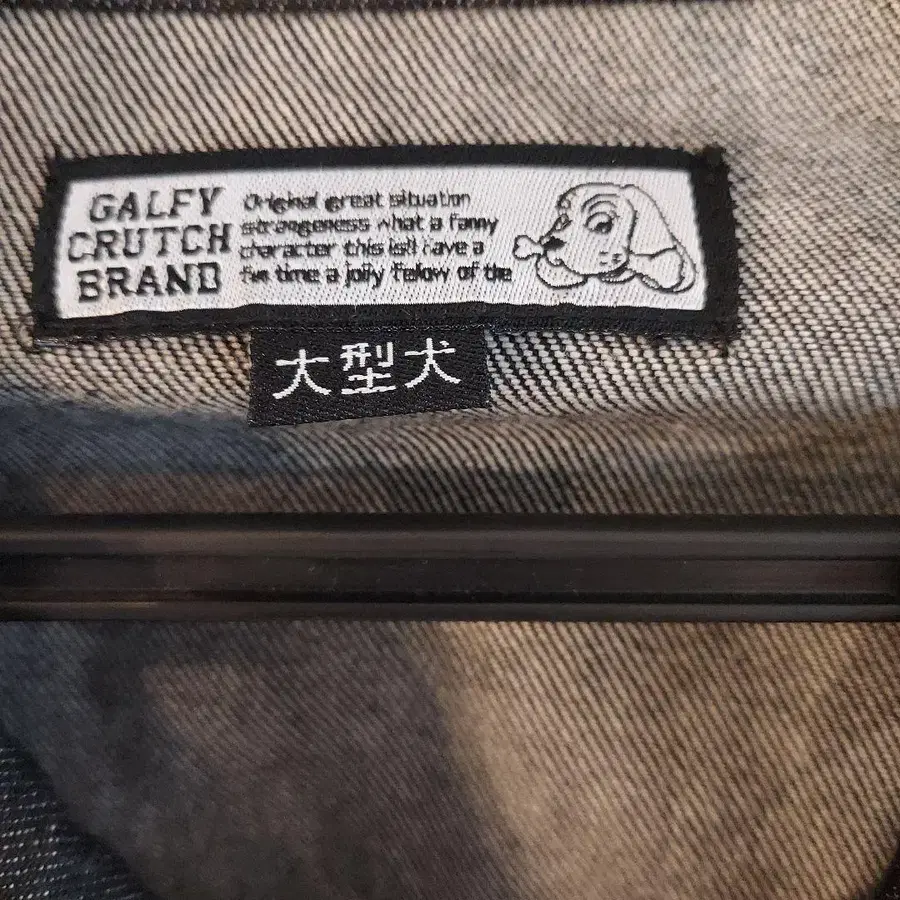 GALFY
CRUTCH
BRAND
Original great situation
strangeness what a fanny
character this is!! Have a
fun time a jolly fellow of the
大型犬